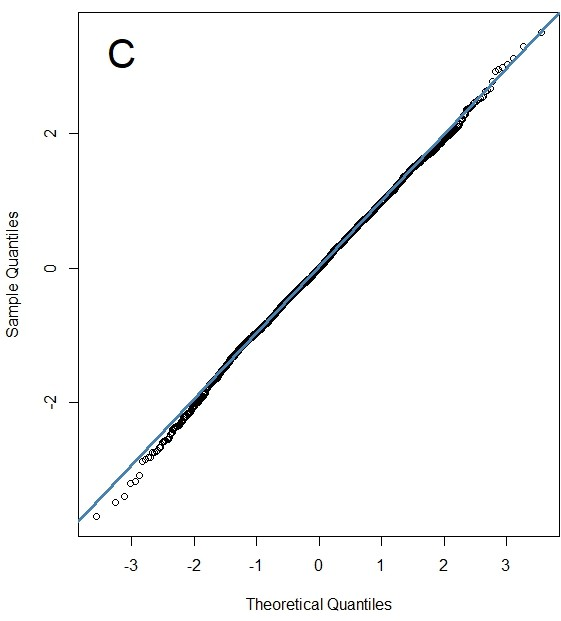 C
Sample Quantiles
2
0
-2
-3 -2 -1 0 1 2 3
Theoretical Quantiles